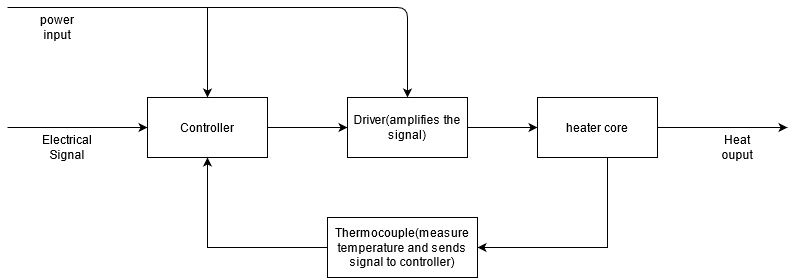 power
input
Controller
Driver(amplifies the
signal)
heater core
Electrical
Signal
Heat
ouput
Thermocouple(measure
temperature and sends
signal to controller)